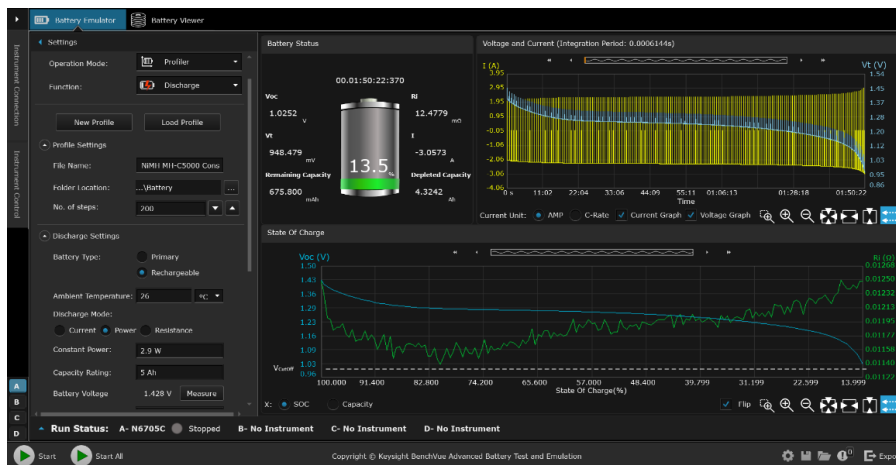 Battery Emulator
Battery Viewer
Instrument Connection
Instrument Control
Settings
Operation Mode: Profiler
Function: Discharge
New Profile Load Profile
Profile Settings
File Name: NiMH MH-C5000 Cons
Folder Location: ...\Battery ...
No. of steps: 200
Discharge Settings
Battery Type: Primary
Rechargeable
Ambient Temperature: 26 °C
Discharge Mode:
Current Power Resistance
Constant Power: 2.9 W
Capacity Rating: 5 Ah
Battery Voltage 1.428 V Measure
A
B
C
D
Battery Status
00.01:50:22:370
Voc Ri
1.0252 V 12.4779 mΩ
Vt I
948.479 mV -3.0573 A
Remaining Capacity Depleted Capacity
675.800 mAh 4.3242 Ah
13.5 %
Voltage and Current (Integration Period: 0.0006144s)
I (A) Vt (V)
3.95 1.54
2.95 1.45
1.95 1.37
0.95 1.28
-0.05 1.20
-1.06 1.11
-2.06 1.03
-3.06 0.95
-4.06 0.86
0 s 11:02 22:04 33:06 44:09 55:11 01:06:13 01:28:18 01:50:22
Time
Current Unit: AMP C-Rate Current Graph Voltage Graph
State Of Charge
Voc (V) Ri (Ω)
1.50 0.01268
1.43 0.01250
1.36 0.01232
1.29 0.01213
1.23 0.01195
1.16 0.01177
1.09 0.01158
1.03 0.01140
0.96 0.01122
Vcutoff
100.000 91.400 82.800 74.200 65.600 57.000 48.400 39.799 31.199 22.599 13.999
State Of Charge(%)
X: SOC Capacity Flip
Run Status: A- N6705C Stopped B- No Instrument C- No Instrument D- No Instrument
Start Start All Copyright © Keysight BenchVue Advanced Battery Test and Emulation 0 Expo